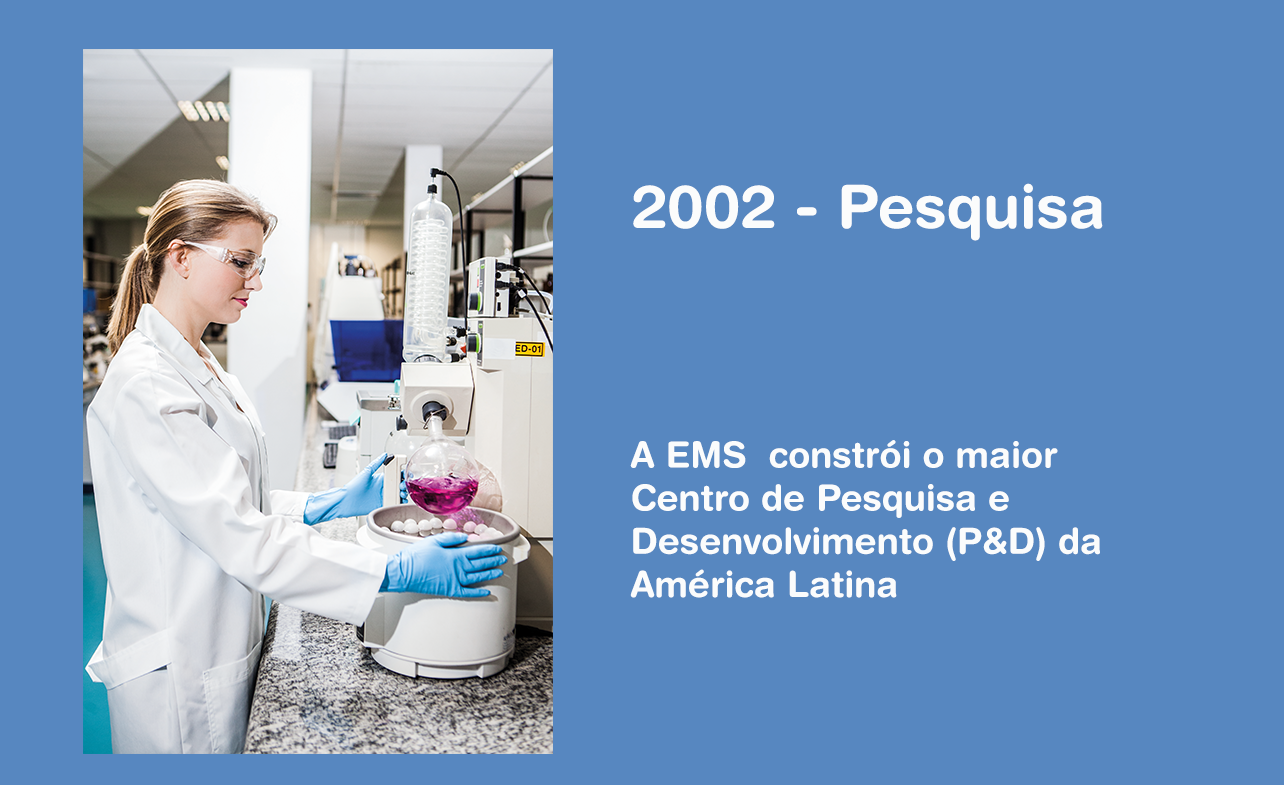 2002 - Pesquisa
A EMS  constrói o maior
Centro de Pesquisa e
Desenvolvimento (P&D) da
América Latina
ED-01